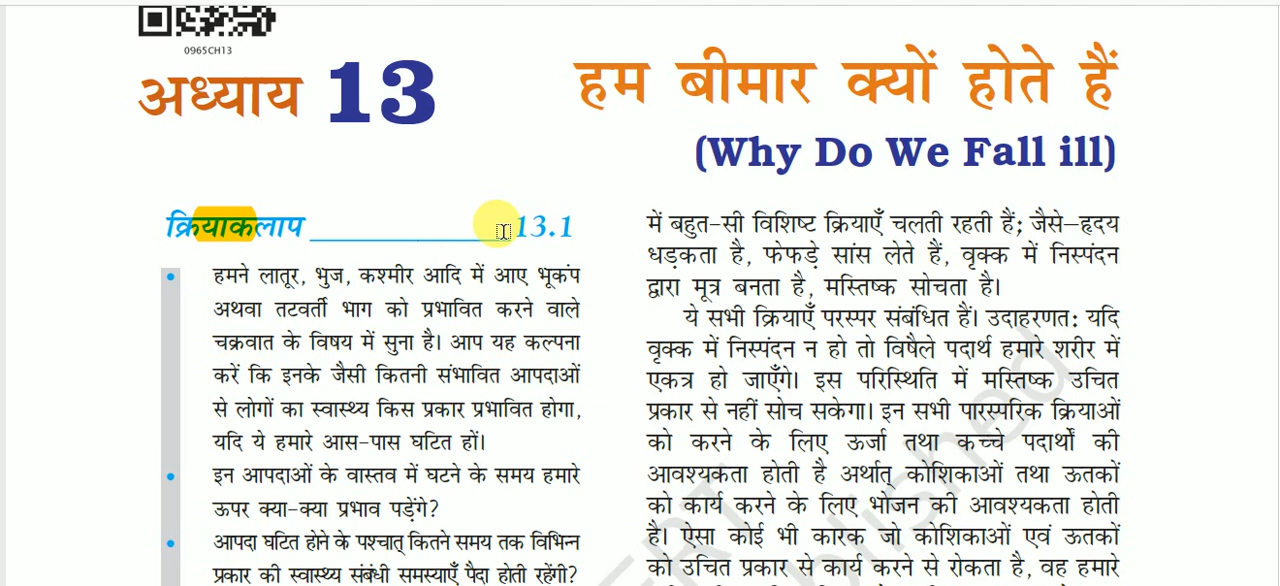 0965CH13
अध्याय 13
हम बीमार क्यों होते हैं
(Why Do We Fall ill)
क्रियाकलाप ________________ 13.1
• हमने लातूर, भुज, कश्मीर आदि में आए भूकंप
अथवा तटवर्ती भाग को प्रभावित करने वाले
चक्रवात के विषय में सुना है। आप यह कल्पना
करें कि इनके जैसी कितनी संभावित आपदाओं
से लोगों का स्वास्थ्य किस प्रकार प्रभावित होगा,
यदि ये हमारे आस-पास घटित हों।
• इन आपदाओं के वास्तव में घटने के समय हमारे
ऊपर क्या-क्या प्रभाव पड़ेंगे?
• आपदा घटित होने के पश्चात् कितने समय तक विभिन्न
प्रकार की स्वास्थ्य संबंधी समस्याएँ पैदा होती रहेंगी?
में बहुत-सी विशिष्ट क्रियाएँ चलती रहती हैं; जैसे–हृदय
धड़कता है, फेफड़े सांस लेते हैं, वृक्क में निस्पंदन
द्वारा मूत्र बनता है, मस्तिष्क सोचता है।
ये सभी क्रियाएँ परस्पर संबंधित हैं। उदाहरणत: यदि
वृक्क में निस्पंदन न हो तो विषैले पदार्थ हमारे शरीर में
एकत्र हो जाएँगे। इस परिस्थिति में मस्तिष्क उचित
प्रकार से नहीं सोच सकेगा। इन सभी पारस्परिक क्रियाओं
को करने के लिए ऊर्जा तथा कच्चे पदार्थों की
आवश्यकता होती है अर्थात् कोशिकाओं तथा ऊतकों
को कार्य करने के लिए भोजन की आवश्यकता होती
है। ऐसा कोई भी कारक जो कोशिकाओं एवं ऊतकों
को उचित प्रकार से कार्य करने से रोकता है, वह हमारे